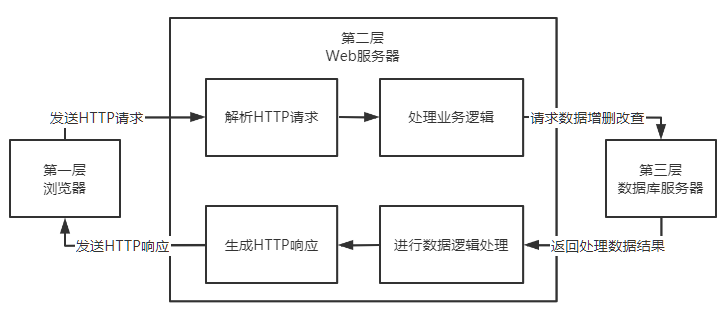 第二层
Web服务器
发送HTTP请求
解析HTTP请求
处理业务逻辑
请求数据增删改查
第一层
浏览器
第三层
数据库服务器
发送HTTP响应
生成HTTP响应
进行数据逻辑处理
返回处理数据结果